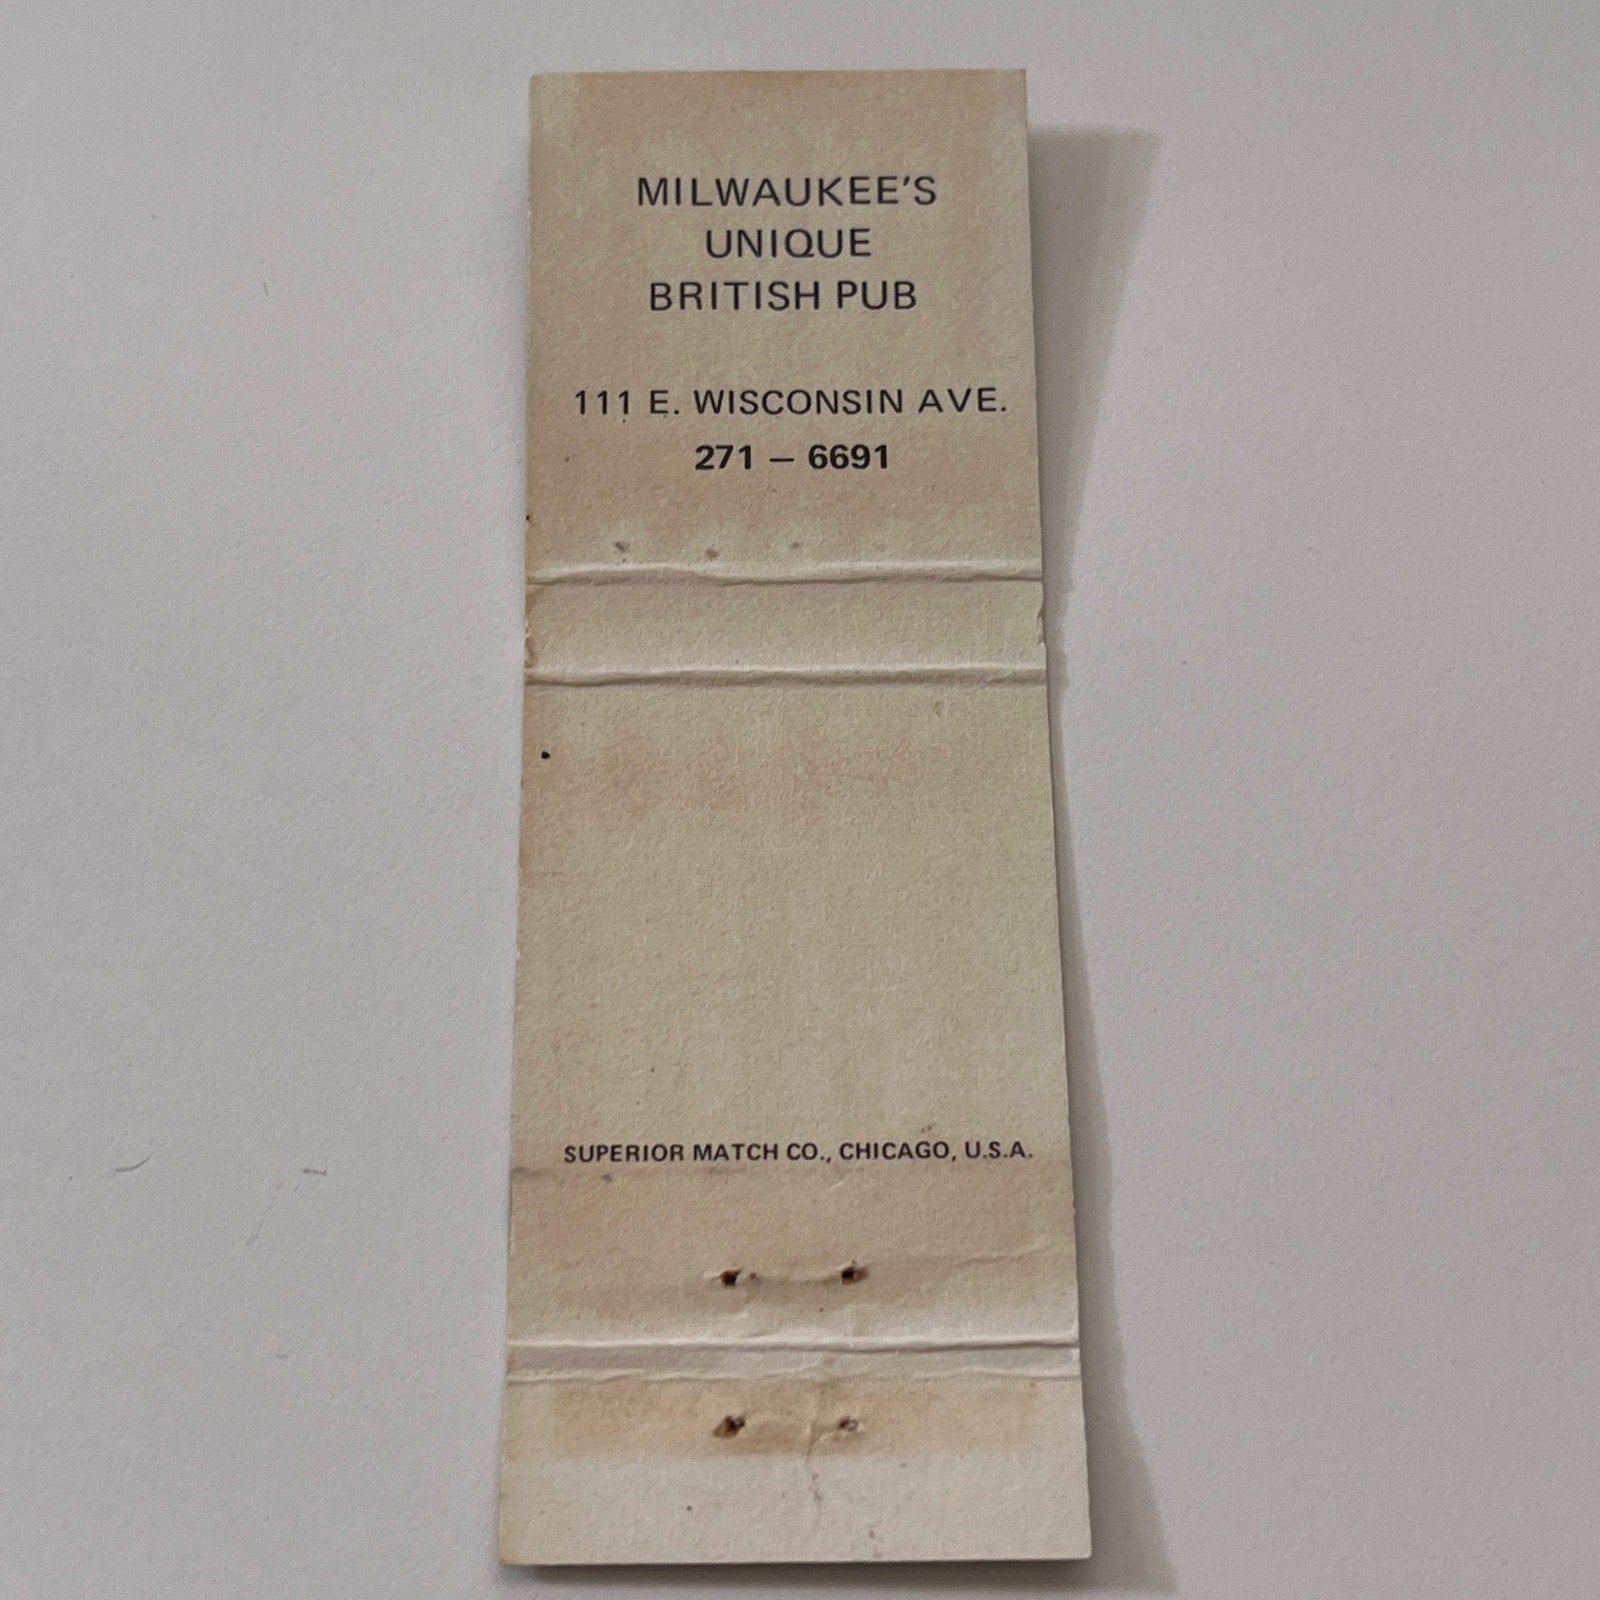 MILWAUKEE'S
UNIQUE
BRITISH PUB
111 E. WISCONSIN AVE.
271 — 6691
SUPERIOR MATCH CO., CHICAGO, U.S.A.